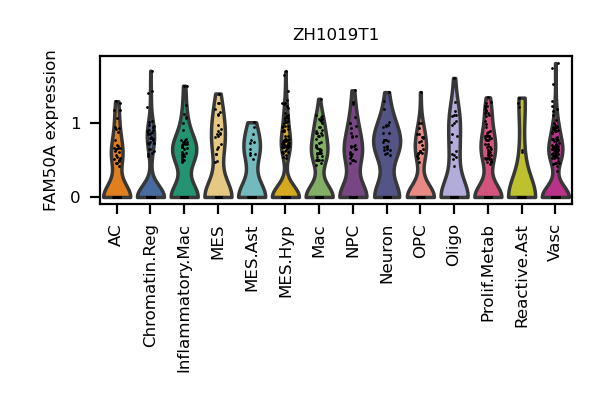 ZH1019T1
FAM50A expression
1
0
AC
Chromatin.Reg
Inflammatory.Mac
MES
MES.Ast
MES.Hyp
Mac
NPC
Neuron
OPC
Oligo
Prolif.Metab
Reactive.Ast
Vasc